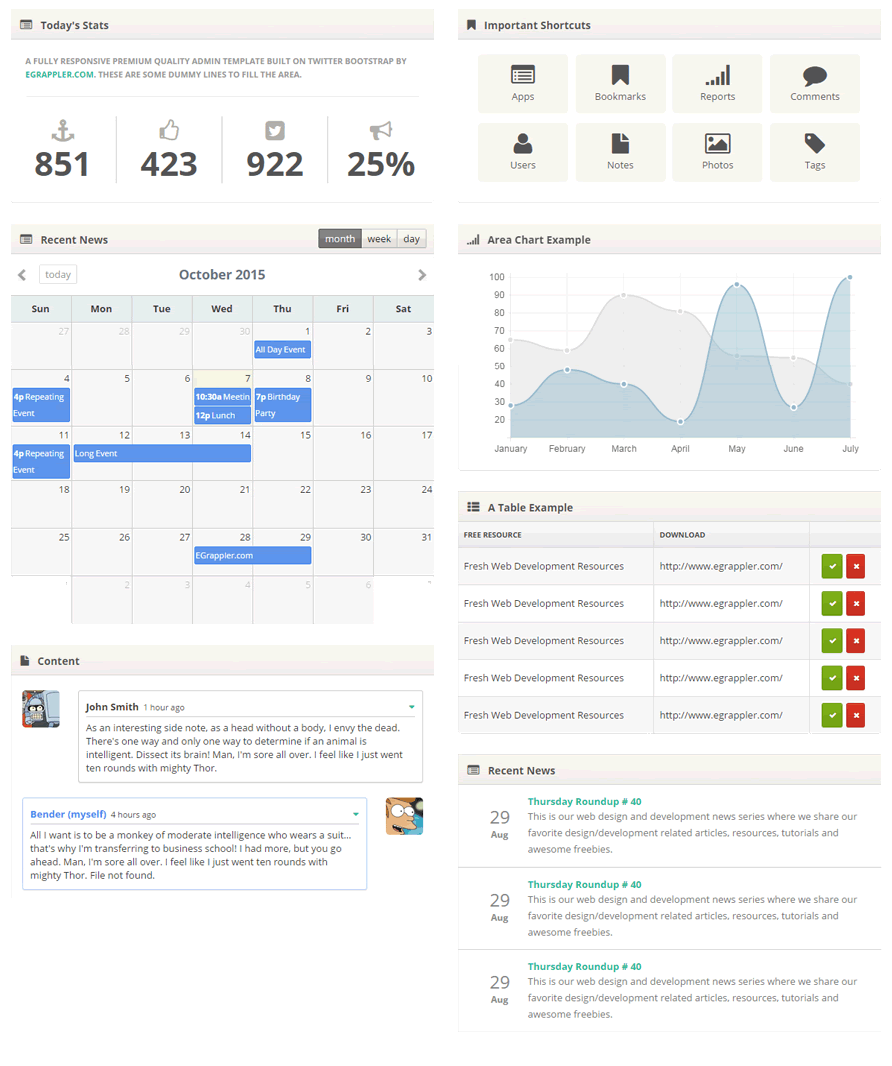 Today's Stats
A FULLY RESPONSIVE PREMIUM QUALITY ADMIN TEMPLATE BUILT ON TWITTER BOOTSTRAP BY
EGRAPPLER.COM. THESE ARE SOME DUMMY LINES TO FILL THE AREA.
851 423 922 25%
Important Shortcuts
Apps Bookmarks Reports Comments
Users Notes Photos Tags
Recent News month week day
today October 2015
Sun Mon Tue Wed Thu Fri Sat
27 28 29 30 1 2 3
All Day Event
4 5 6 7 8 9 10
4p Repeating 10:30a Meetin 7p Birthday
Event 12p Lunch Party
11 12 13 14 15 16 17
4p Repeating Long Event
Event
18 19 20 21 22 23 24
25 26 27 28 29 30 31
EGrappler.com
1 2 3 4 5 6
Area Chart Example
100
90
80
70
60
50
40
30
20
January February March April May June July
A Table Example
FREE RESOURCE DOWNLOAD
Fresh Web Development Resources http://www.egrappler.com/
Fresh Web Development Resources http://www.egrappler.com/
Fresh Web Development Resources http://www.egrappler.com/
Fresh Web Development Resources http://www.egrappler.com/
Fresh Web Development Resources http://www.egrappler.com/
Content
John Smith 1 hour ago
As an interesting side note, as a head without a body, I envy the dead.
There's one way and only one way to determine if an animal is
intelligent. Dissect its brain! Man, I'm sore all over. I feel like I just went
ten rounds with mighty Thor.
Bender (myself) 4 hours ago
All I want is to be a monkey of moderate intelligence who wears a suit...
that's why I'm transferring to business school! I had more, but you go
ahead. Man, I'm sore all over. I feel like I just went ten rounds with
mighty Thor. File not found.
Recent News
29
Aug
Thursday Roundup # 40
This is our web design and development news series where we share our
favorite design/development related articles, resources, tutorials and
awesome freebies.
29
Aug
Thursday Roundup # 40
This is our web design and development news series where we share our
favorite design/development related articles, resources, tutorials and
awesome freebies.
29
Aug
Thursday Roundup # 40
This is our web design and development news series where we share our
favorite design/development related articles, resources, tutorials and
awesome freebies.